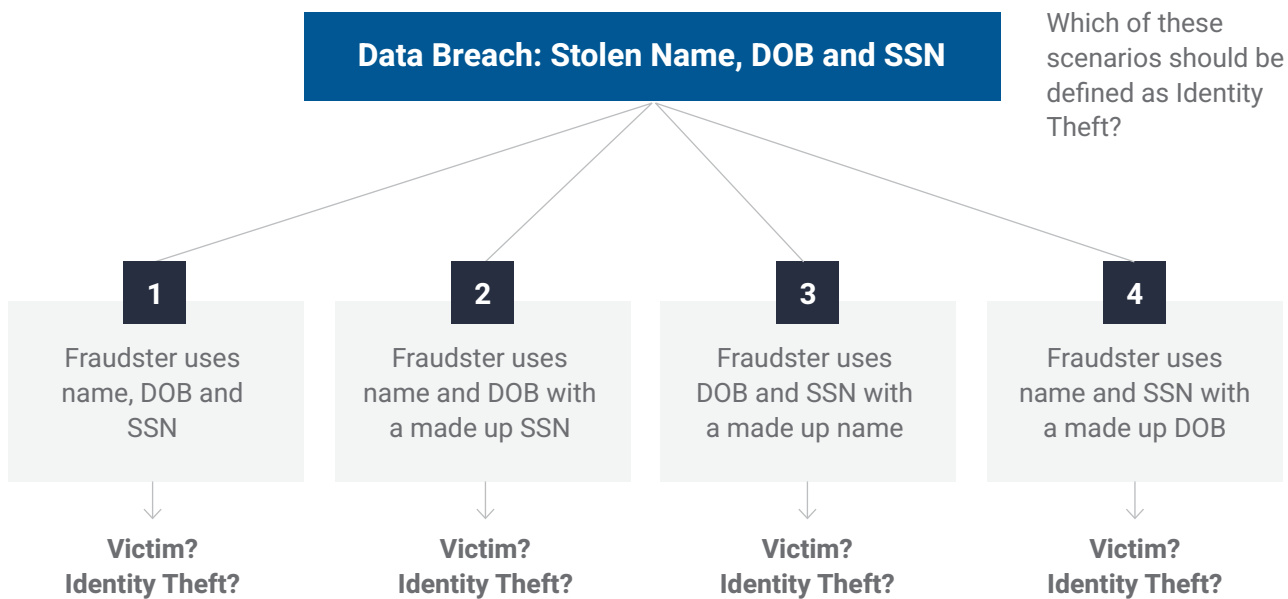 Data Breach: Stolen Name, DOB and SSN
Which of these
scenarios should be
defined as Identity
Theft?
1
Fraudster uses
name, DOB and
SSN
Victim?
Identity Theft?
2
Fraudster uses
name and DOB with
a made up SSN
Victim?
Identity Theft?
3
Fraudster uses
DOB and SSN with
a made up name
Victim?
Identity Theft?
4
Fraudster uses
name and SSN with
a made up DOB
Victim?
Identity Theft?